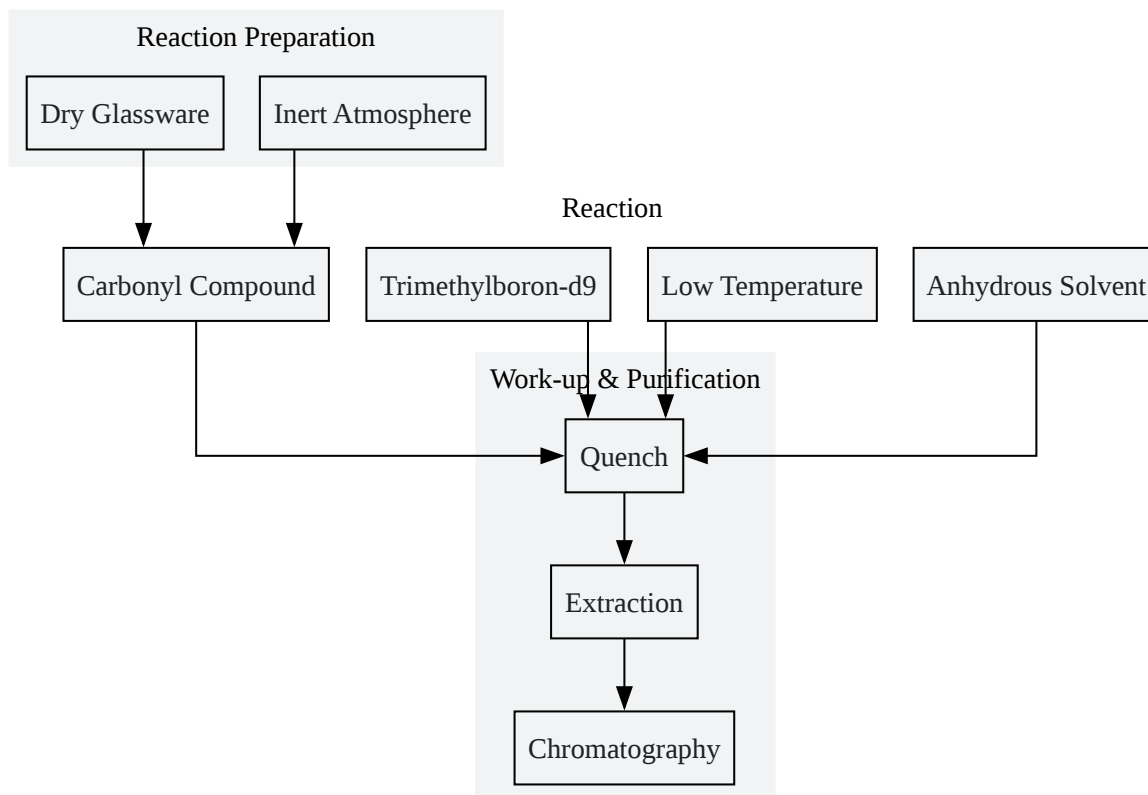 Reaction Preparation
Dry Glassware
Inert Atmosphere
Reaction
Carbonyl Compound
Trimethylboron-d9
Low Temperature
Anhydrous Solvent
Work-up & Purification
Quench
Extraction
Chromatography